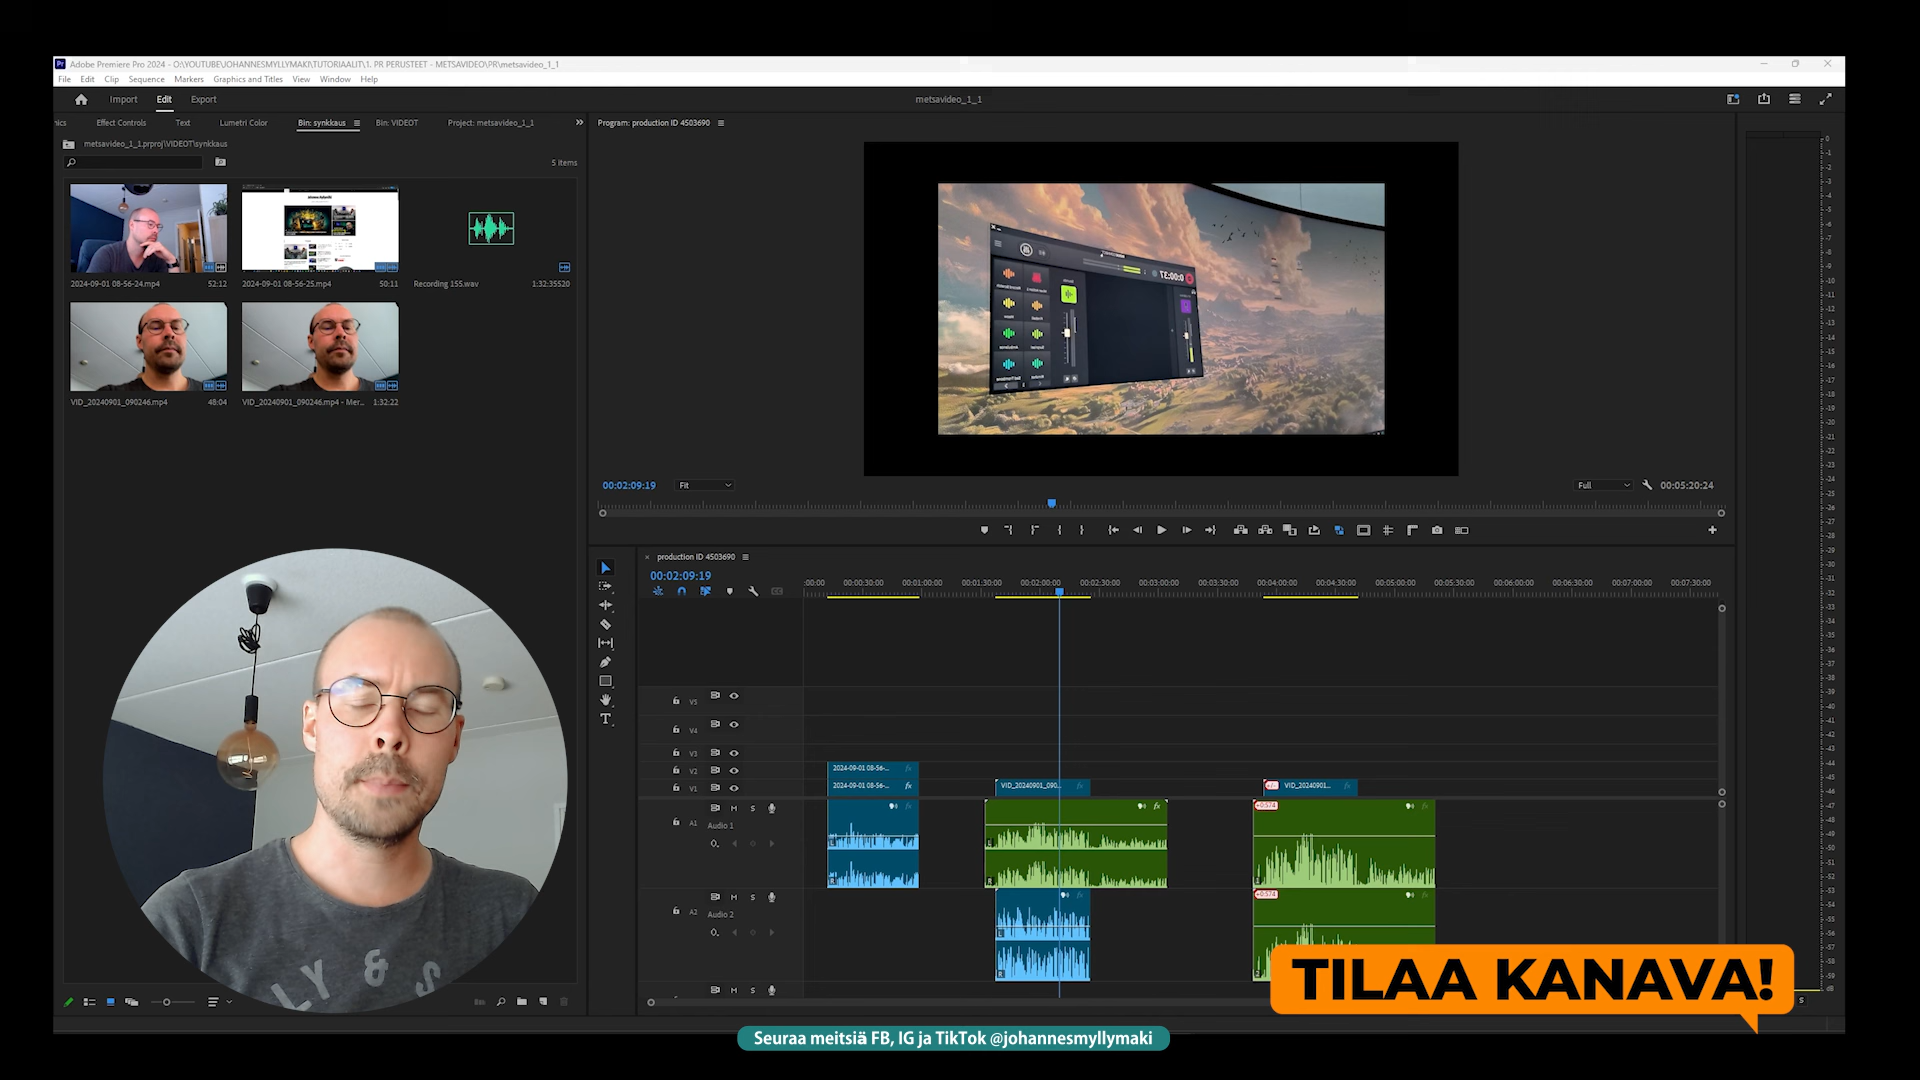 Adobe Premiere Pro 2024 - O:\YOUTUBE\JOHANNESMYLLYMAKI\TUTORIAALIT\1. PR PERUSTEET - METSAVIDEO\PR\metsavideo_1_1
File Edit Clip Sequence Markers Graphics and Titles View Window Help
Import Edit Export metsavideo_1_1
Effect Controls Text Lumetri Color Bin: synkkaus Bin: VIDEOT Project: metsavideo_1_1
Program: production ID 4503690
metsavideo_1_1.prproj\VIDEOT\synkkaus
5 items
2024-09-01 08-56-24.mp4 52:12
2024-09-01 08-56-25.mp4 50:11
Recording 155.wav 1:32:35520
VID_20240901_090246.mp4 48:04
VID_20240901_090246.mp4 - Mer... 1:32:22
00:02:09:19 Fit Full 00:05:20:24
production ID 4503690
00:02:09:19
:00:00 00:00:30:00 00:01:00:00 00:01:30:00 00:02:00:00 00:02:30:00 00:03:00:00 00:03:30:00 00:04:00:00 00:04:30:00 00:05:00:00 00:05:30:00 00:06:00:00 00:06:30:00 00:07:00:00 00:07:30:00
V5
V4
V3
V2 2024-09-01 08-56-... fx
V1 2024-09-01 08-56-... fx VID_20240901_090... VID_20240901...
M S
A1 Audio 1
M S
A2 Audio 2
M S
LY & S
TILAA KANAVA!
Seuraa meitsiä FB, IG ja TikTok @johannesmyllymaki